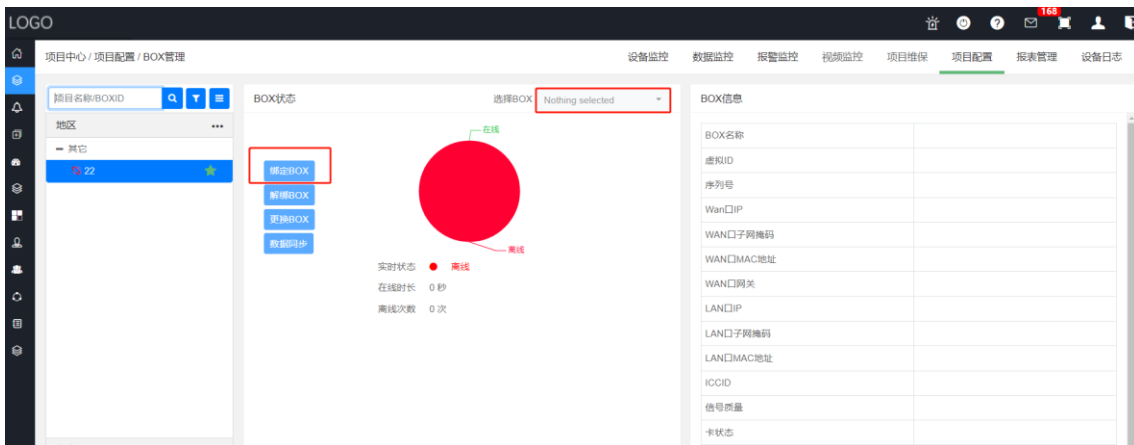 LOGO
168
项目中心 / 项目配置 / BOX管理
设备监控 数据监控 报警监控 视频监控 项目维保 项目配置 报表管理 设备日志
项目名称/BOXID
地区
其它
22
BOX状态
选择BOX Nothing selected
在线
绑定BOX
解绑BOX
更换BOX
数据同步
离线
实时状态 离线
在线时长 0 秒
离线次数 0 次
BOX信息
BOX名称
虚拟ID
序列号
Wan口IP
WAN口子网掩码
WAN口MAC地址
WAN口网关
LAN口IP
LAN口子网掩码
LAN口MAC地址
ICCID
信号质量
卡状态